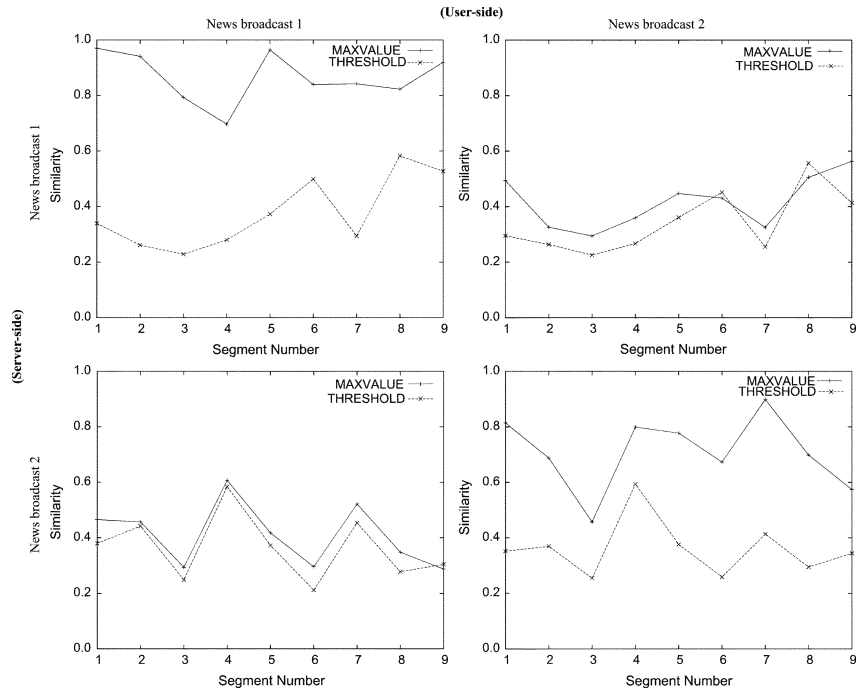 (User-side)
News broadcast 1
News broadcast 2
(Server-side)
News broadcast 1
Similarity
1.0
0.8
0.6
0.4
0.2
0.0
MAXVALUE
THRESHOLD
1 2 3 4 5 6 7 8 9
Segment Number
Similarity
1.0
0.8
0.6
0.4
0.2
0.0
MAXVALUE
THRESHOLD
1 2 3 4 5 6 7 8 9
Segment Number
News broadcast 2
Similarity
1.0
0.8
0.6
0.4
0.2
0.0
MAXVALUE
THRESHOLD
1 2 3 4 5 6 7 8 9
Segment Number
Similarity
1.0
0.8
0.6
0.4
0.2
0.0
MAXVALUE
THRESHOLD
1 2 3 4 5 6 7 8 9
Segment Number